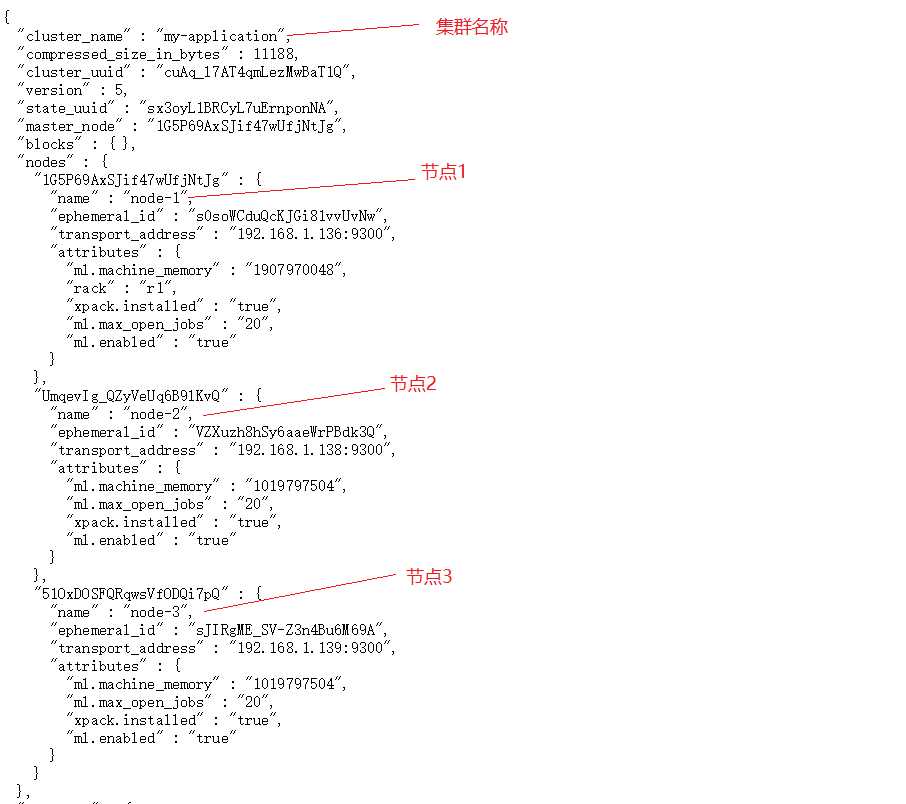 {
"cluster_name" : "my-application", 集群名称
"compressed_size_in_bytes" : 11188,
"cluster_uuid" : "cuAq_17AT4qmLezMwBaT1Q",
"version" : 5,
"state_uuid" : "sx3oyL1BRCyL7uErnponNA",
"master_node" : "1G5P69AxSJif47wUfjNtJg",
"blocks" : { },
"nodes" : {
"1G5P69AxSJif47wUfjNtJg" : { 节点1
"name" : "node-1",
"ephemeral_id" : "s0soWCduQcKJGi81vvUvNw",
"transport_address" : "192.168.1.136:9300",
"attributes" : {
"ml.machine_memory" : "1907970048",
"rack" : "r1",
"xpack.installed" : "true",
"ml.max_open_jobs" : "20",
"ml.enabled" : "true"
}
},
"UmqevIg_QZyVeUq6B91KvQ" : { 节点2
"name" : "node-2",
"ephemeral_id" : "VZXuzh8hSy6aaeWrPBdk3Q",
"transport_address" : "192.168.1.138:9300",
"attributes" : {
"ml.machine_memory" : "1019797504",
"ml.max_open_jobs" : "20",
"xpack.installed" : "true",
"ml.enabled" : "true"
}
},
"51OxDOSFQRqwsVfODQi7pQ" : { 节点3
"name" : "node-3",
"ephemeral_id" : "sJIRgME_SV-Z3n4Bu6M69A",
"transport_address" : "192.168.1.139:9300",
"attributes" : {
"ml.machine_memory" : "1019797504",
"ml.max_open_jobs" : "20",
"xpack.installed" : "true",
"ml.enabled" : "true"
}
}
},